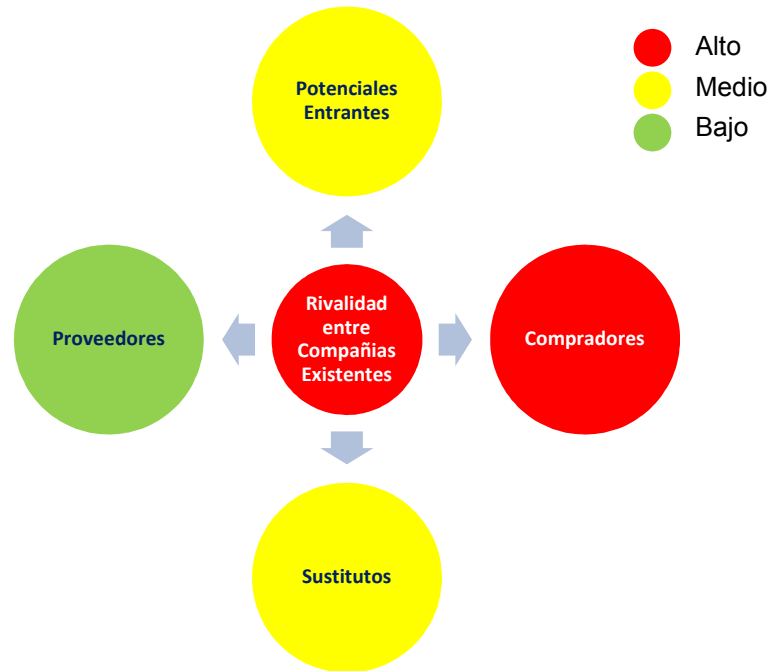 Potenciales
Entrantes
Alto
Medio
Bajo
Proveedores
Rivalidad
entre
Compañias
Existentes
Compradores
Sustitutos